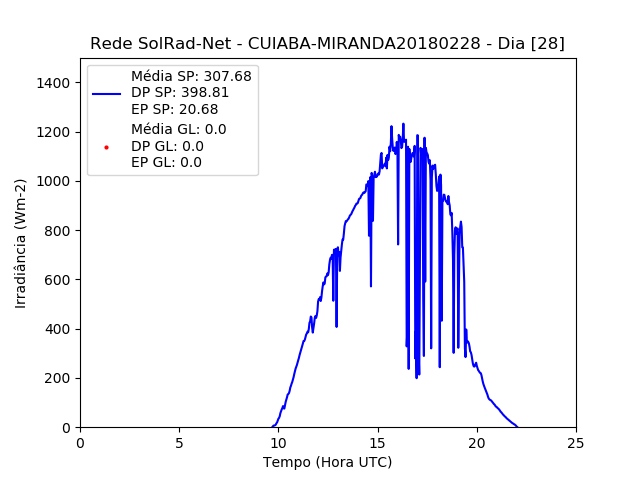 Rede SolRad-Net - CUIABA-MIRANDA20180228 - Dia [28]
Média SP: 307.68
DP SP: 398.81
EP SP: 20.68
Média GL: 0.0
DP GL: 0.0
EP GL: 0.0
Irradiância (Wm-2)
1400
1200
1000
800
600
400
200
0
0 5 10 15 20 25
Tempo (Hora UTC)